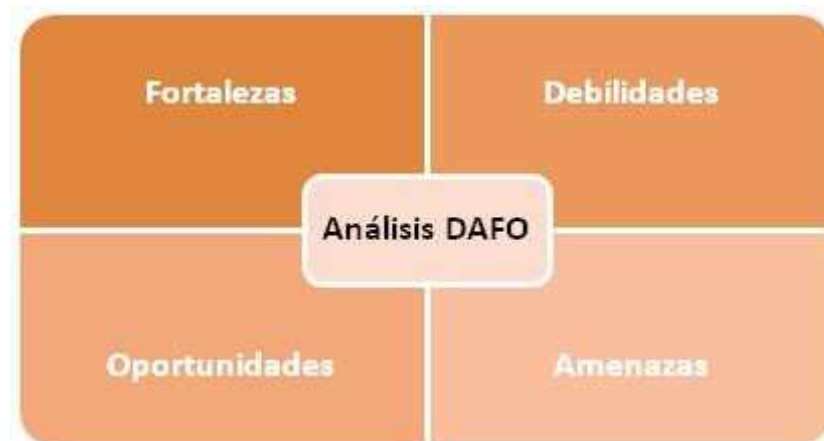 Fortalezas
Debilidades
Análisis DAFO
Oportunidades
Amenazas